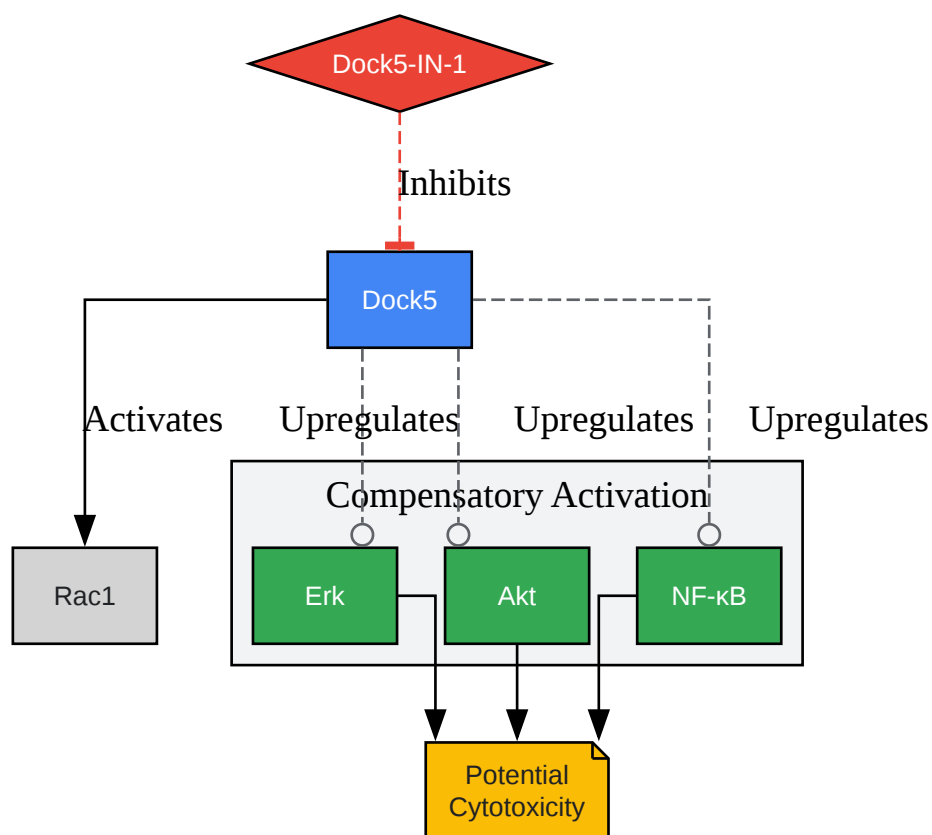 Dock5-IN-1
Inhibits
Dock5
Activates
Upregulates
Upregulates
Upregulates
Compensatory Activation
Rac1
Erk
Akt
NF-κB
Potential
Cytotoxicity